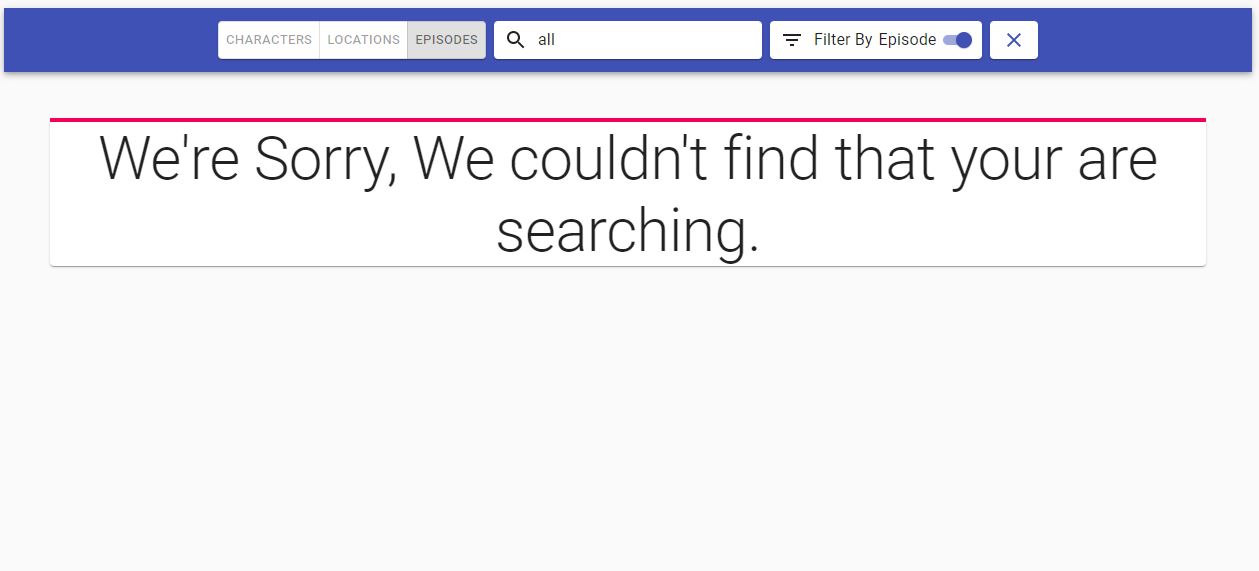 CHARACTERS LOCATIONS EPISODES all Filter By Episode
We're Sorry, We couldn't find that your are
searching.